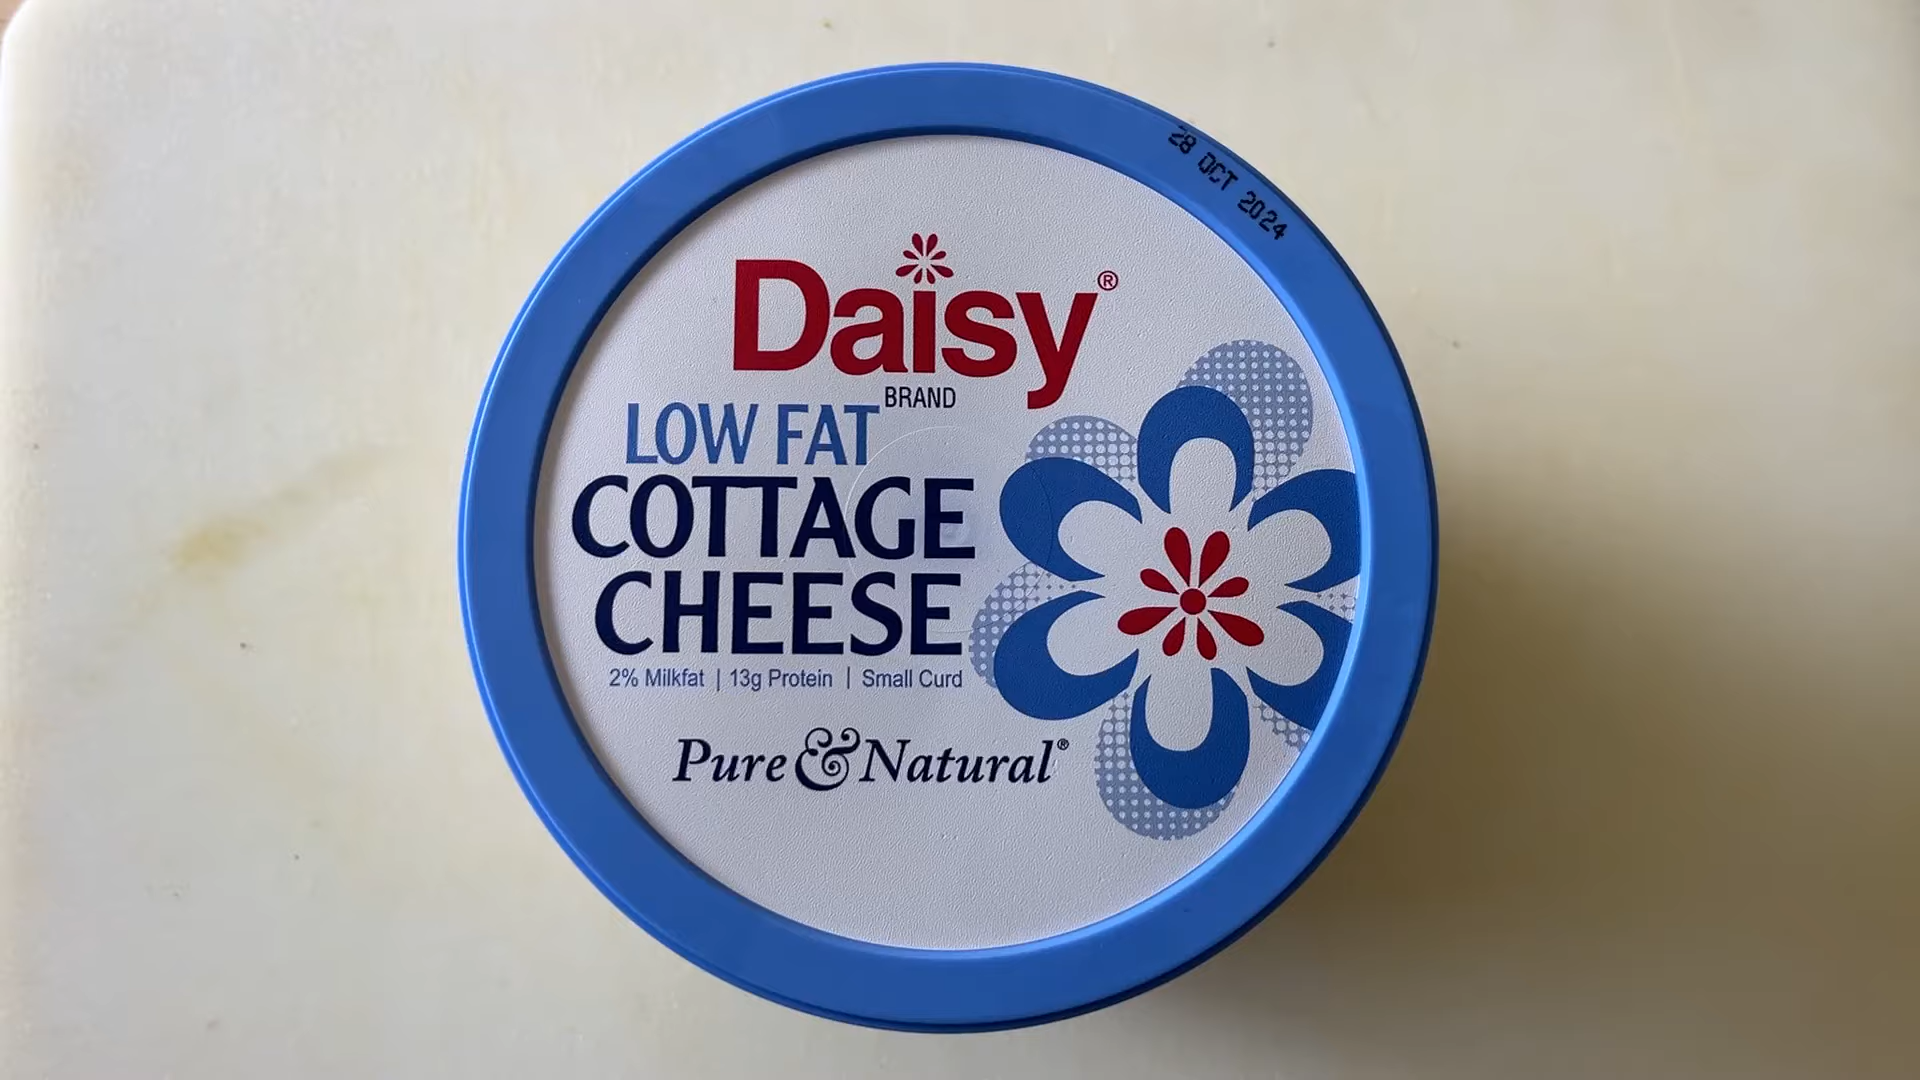 28 OCT 2024
Daisy®
BRAND
LOW FAT
COTTAGE
CHEESE
2% Milkfat | 13g Protein | Small Curd
Pure & Natural®